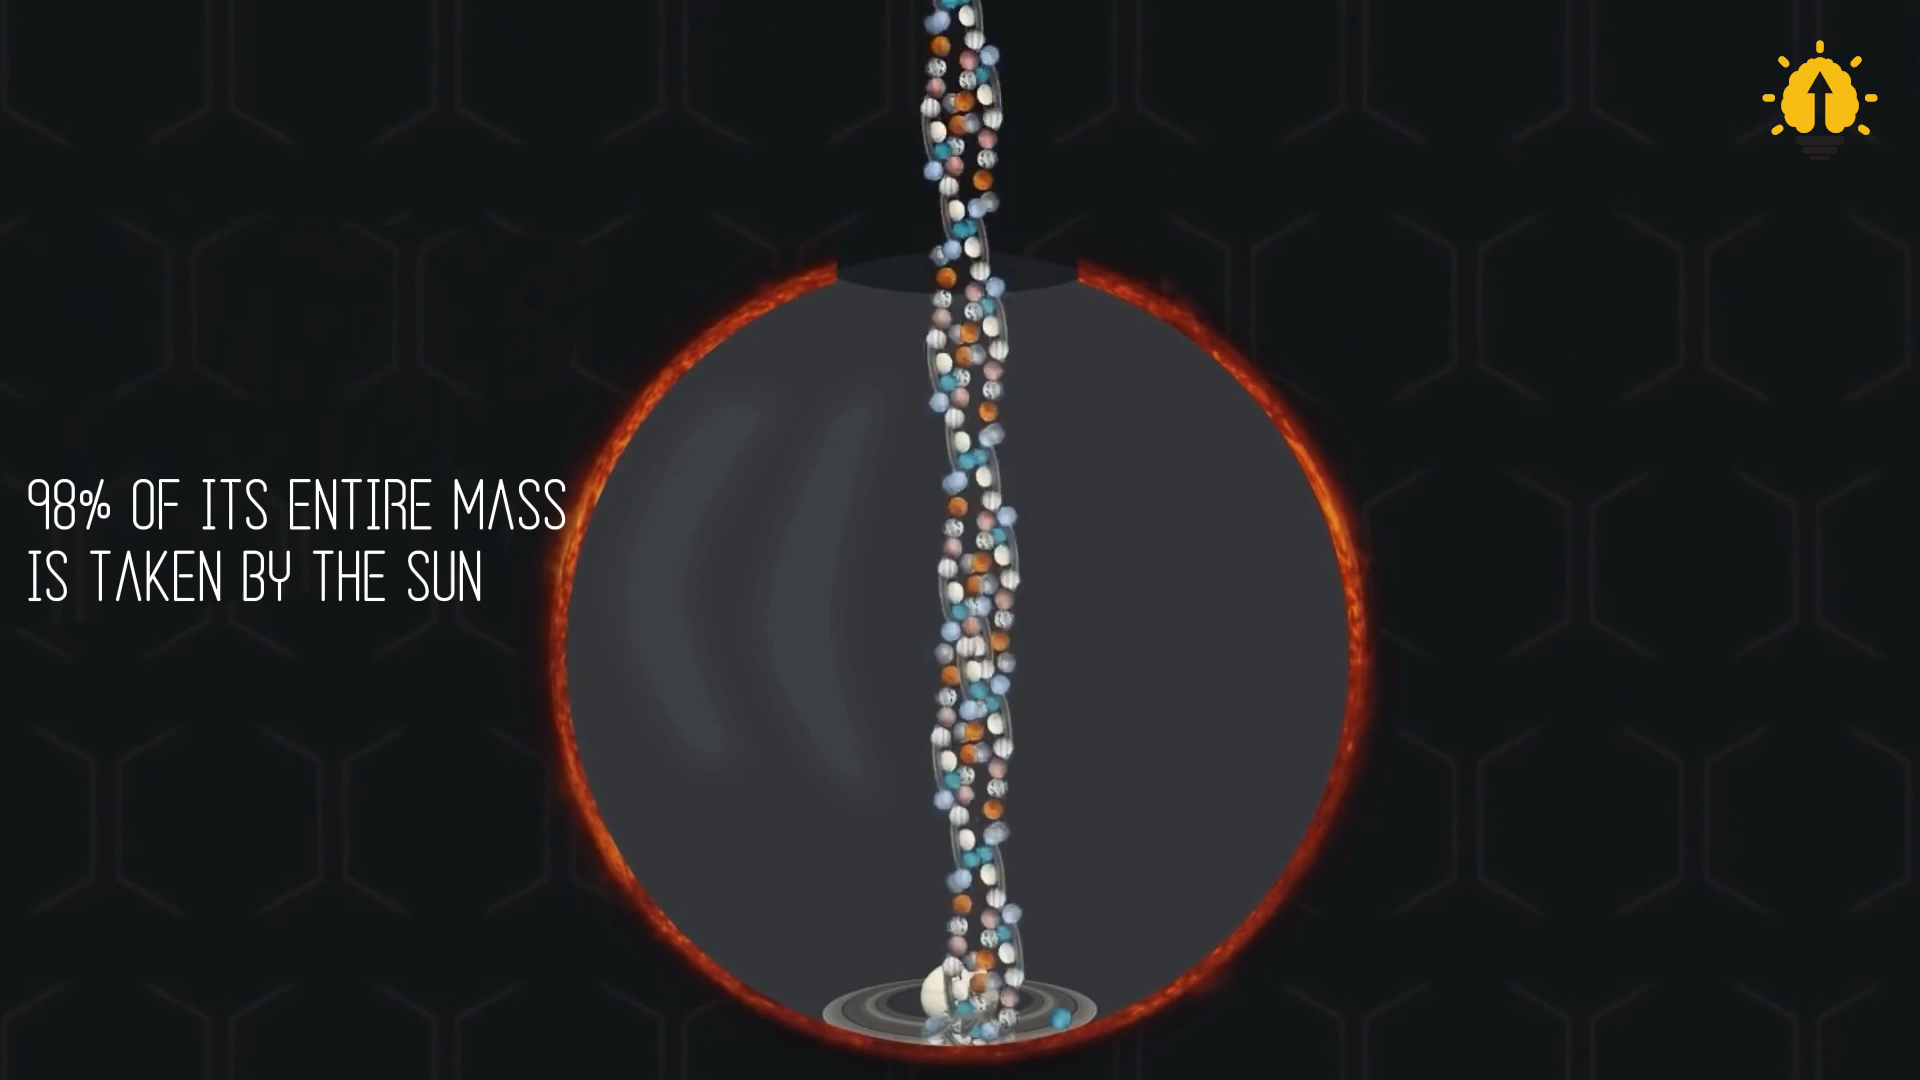 98% OF ITS ENTIRE MASS
IS TAKEN BY THE SUN